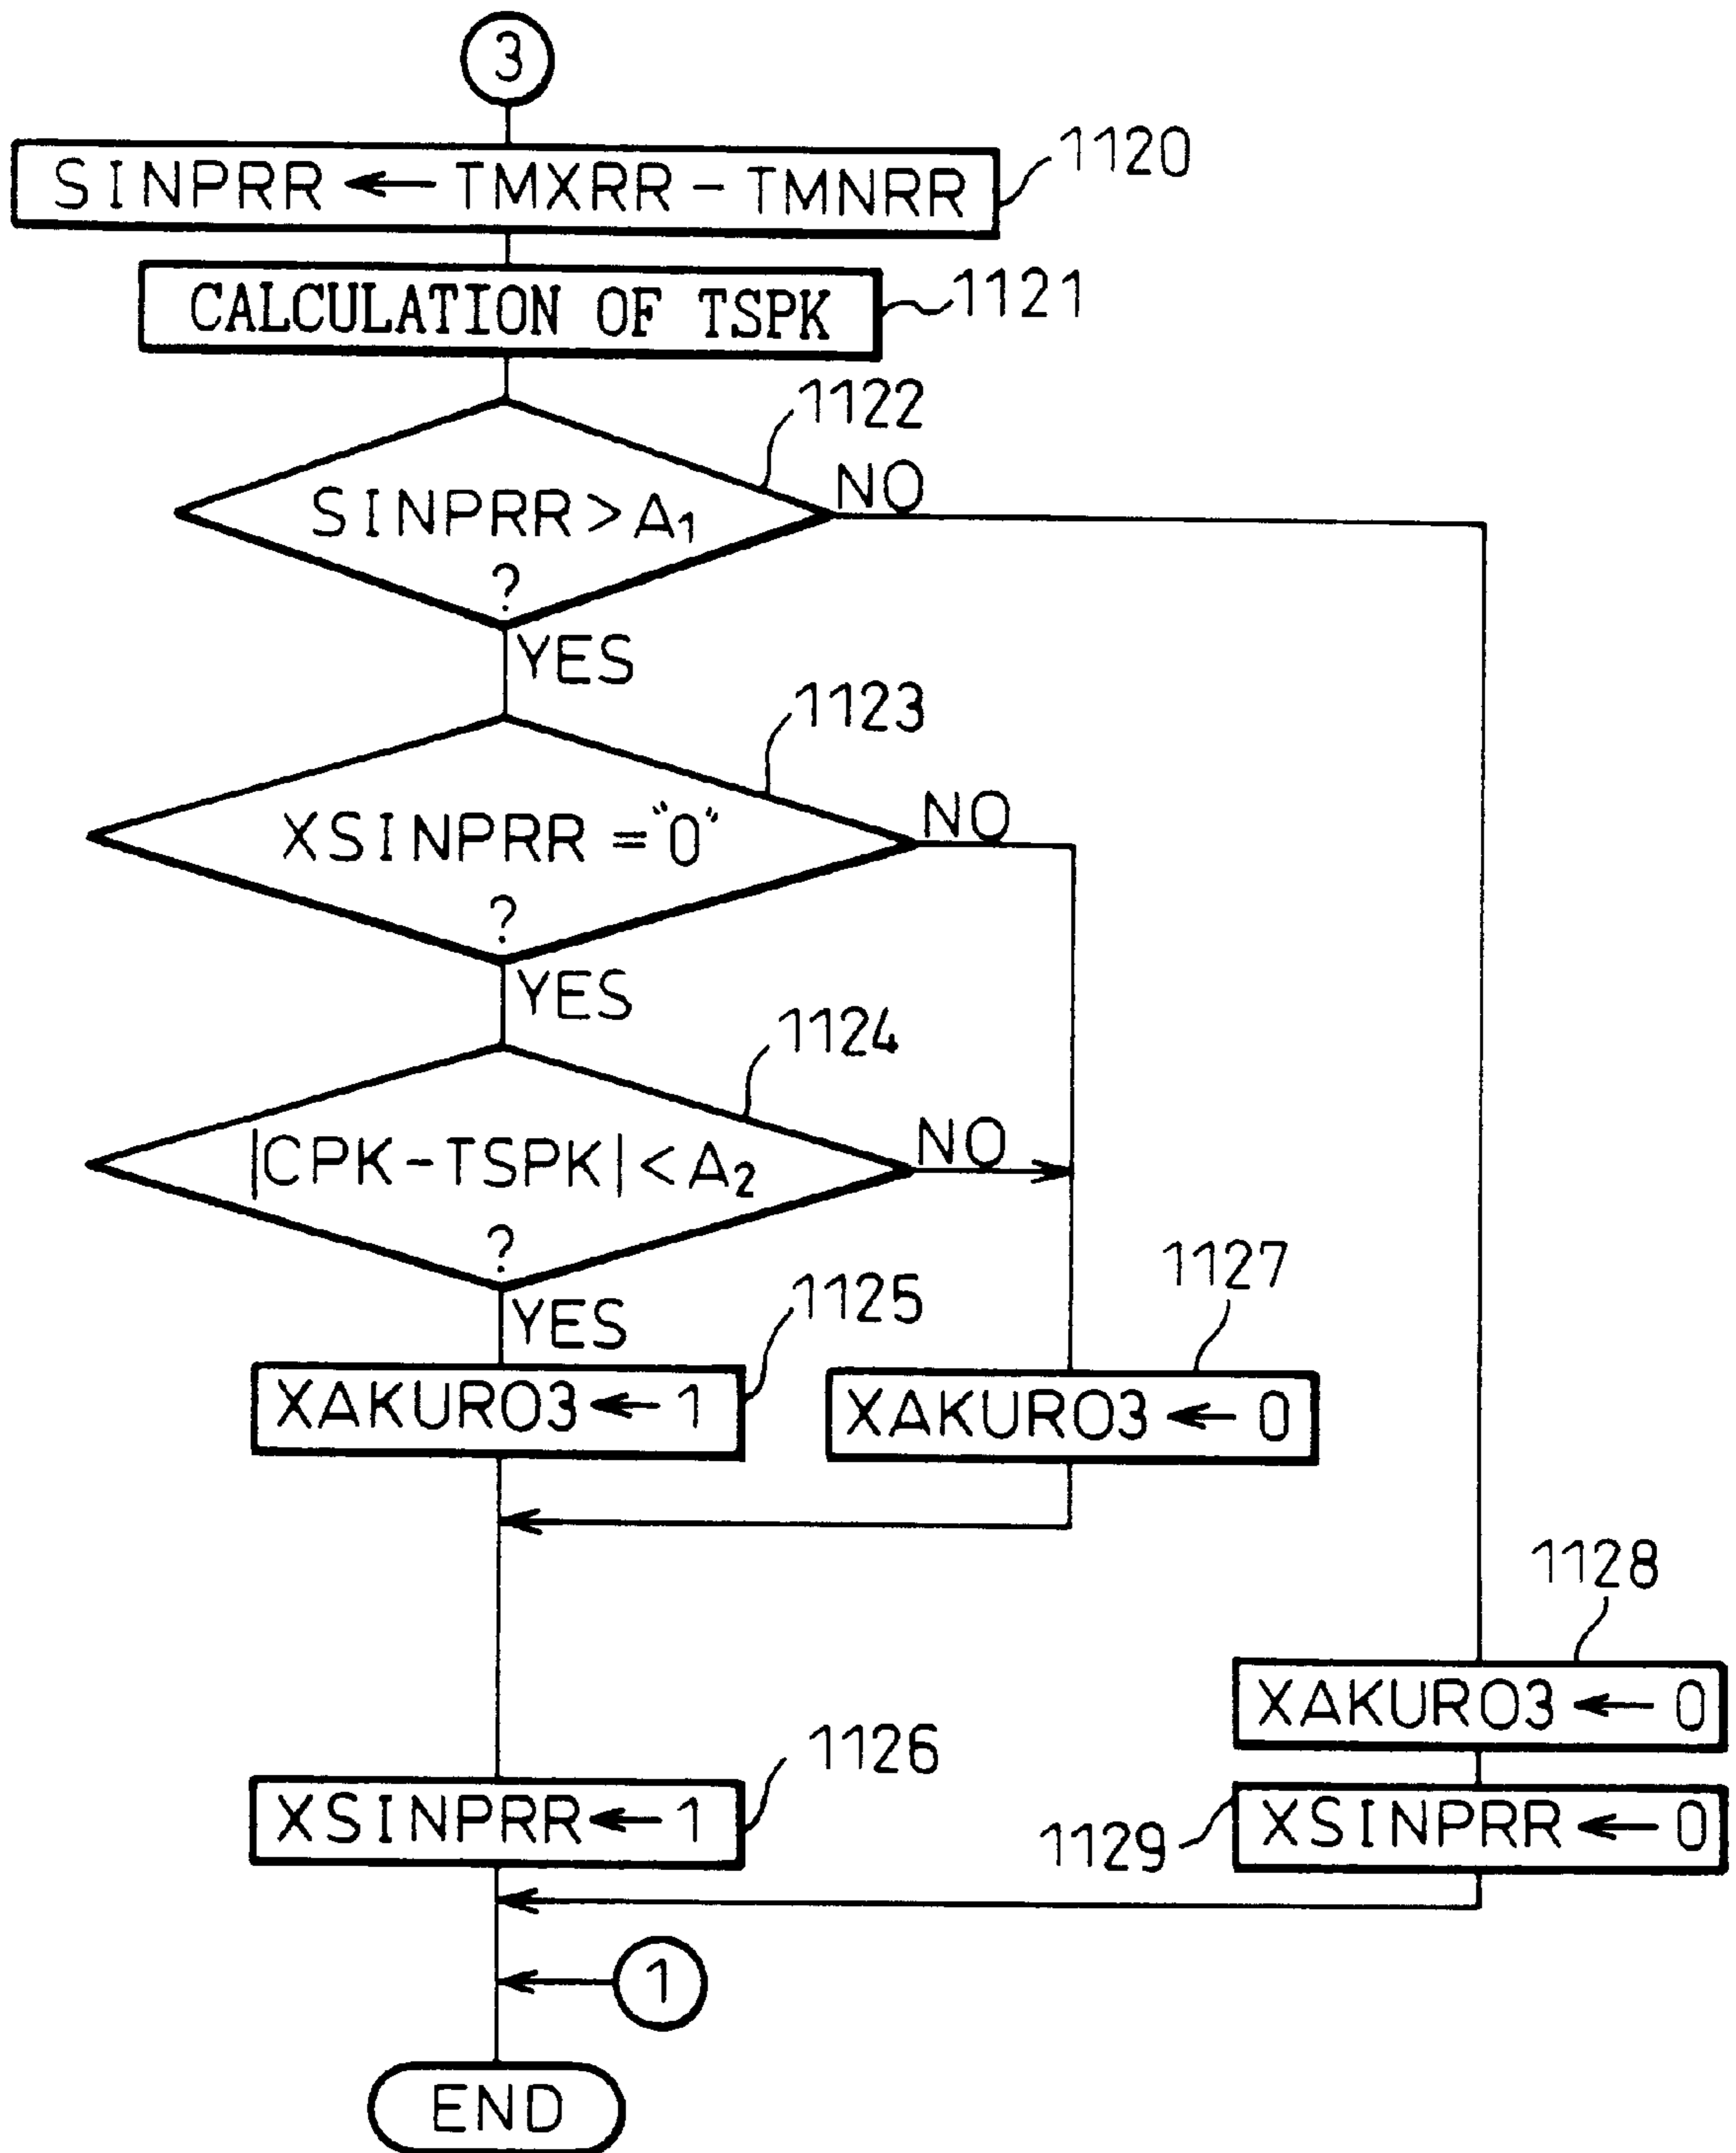 3
SINPRR ← TMXRR - TMNRR
1120
CALCULATION OF TSPK
1121
1122
SINPRR > A1
?
NO
YES
1123
XSINPRR = "0"
?
NO
YES
1124
|CPK - TSPK| < A2
?
NO
YES
1125
XAKURO3 ← 1
1127
XAKURO3 ← 0
1128
XAKURO3 ← 0
1126
XSINPRR ← 1
1129
XSINPRR ← 0
1
END